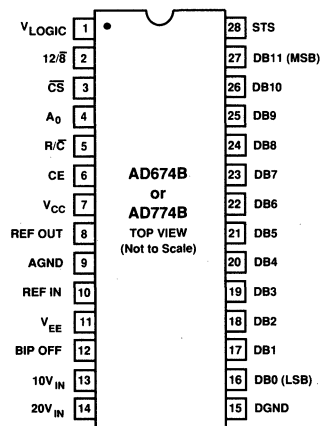 V_LOGIC 1 28 STS
12/8̅ 2 27 DB11 (MSB)
C̅S̅ 3 26 DB10
A₀ 4 25 DB9
R/C̅ 5 24 DB8
CE 6 23 DB7
V_CC 7 22 DB6
REF OUT 8 21 DB5
AGND 9 20 DB4
REF IN 10 19 DB3
V_EE 11 18 DB2
BIP OFF 12 17 DB1
10V_IN 13 16 DB0 (LSB)
20V_IN 14 15 DGND
AD674B
or
AD774B
TOP VIEW
(Not to Scale)